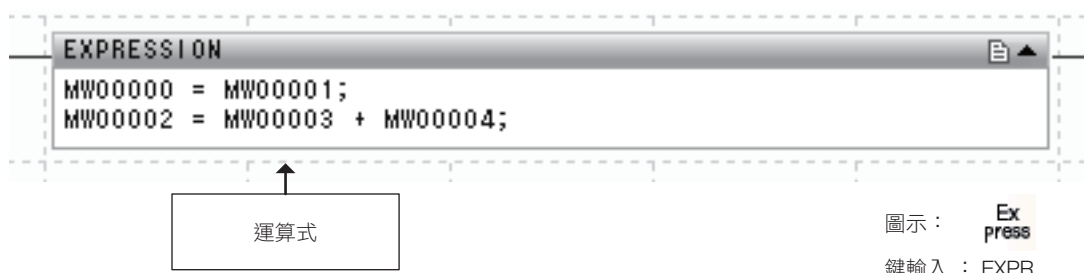 EXPRESSION
MW00000 = MW00001;
MW00002 = MW00003 + MW00004;
運算式
圖示： Ex press
鍵輸入 ： EXPR